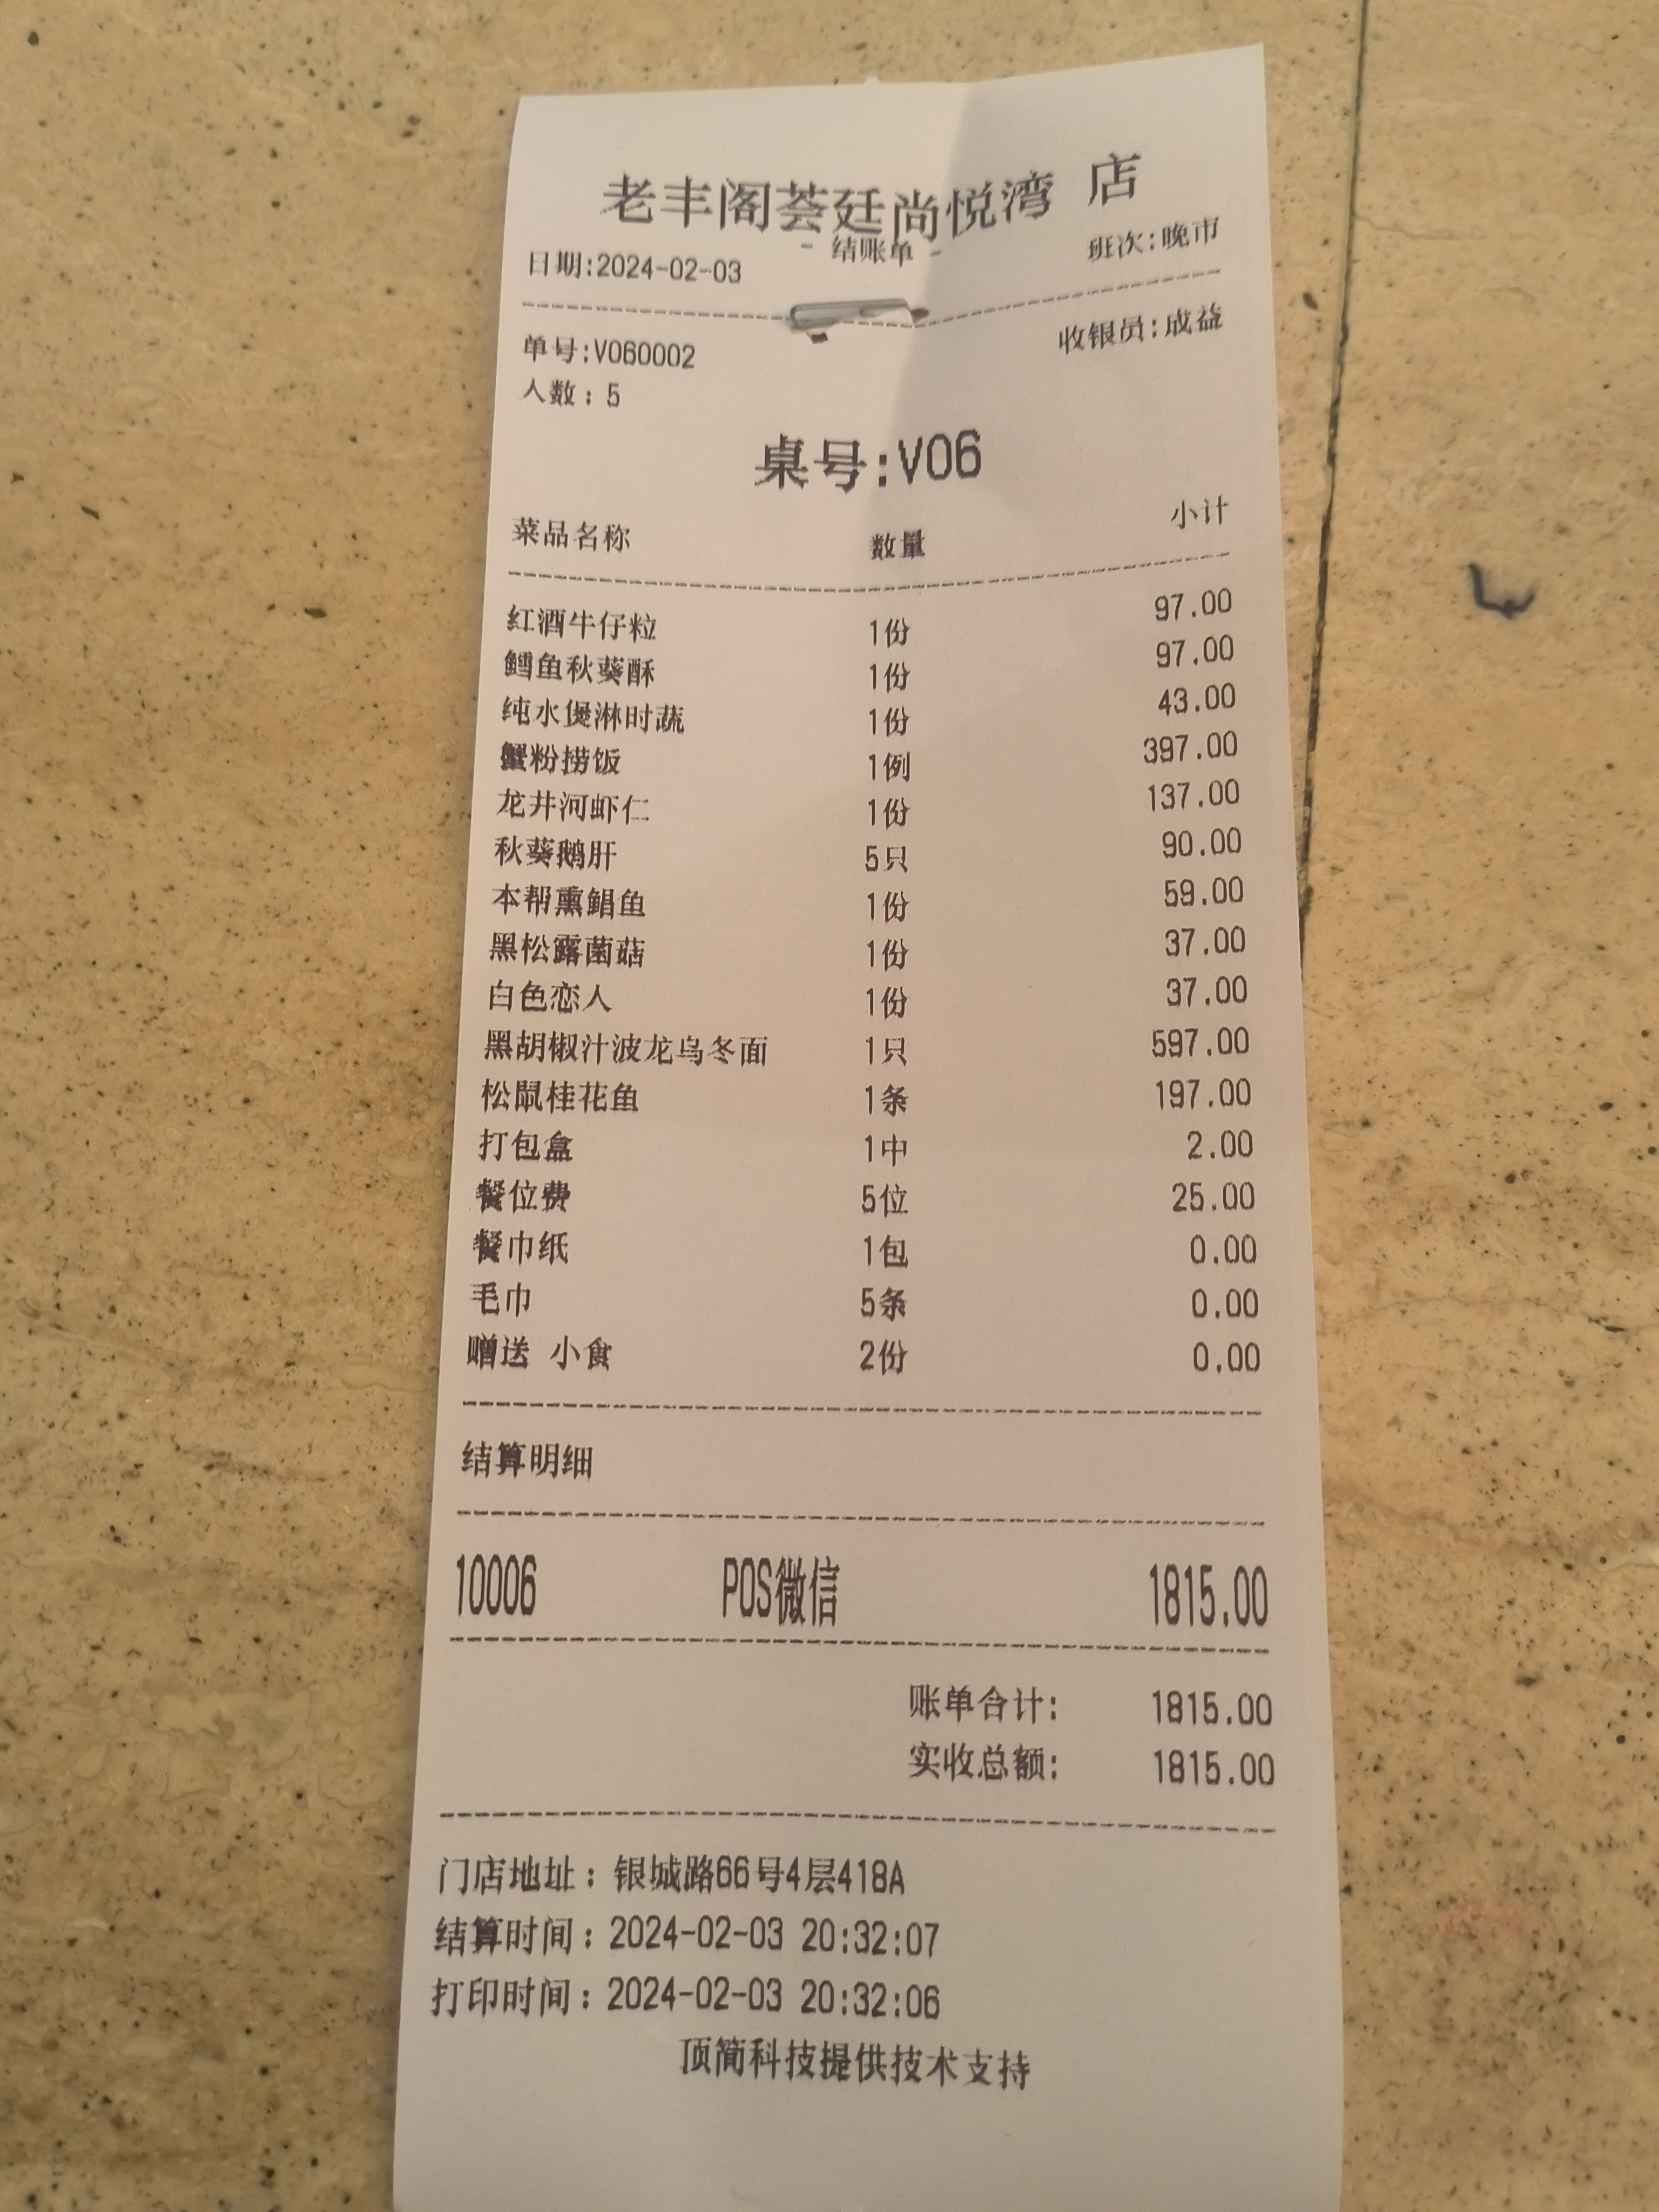 老丰阁荟廷尚悦湾 店
- 结账单 -
日期:2024-02-03 班次:晚市
单号:V060002 收银员:成益
人数: 5
桌号:V06
菜品名称 数量 小计
红酒牛仔粒 1份 97.00
鳕鱼秋葵酥 1份 97.00
纯水煲淋时蔬 1份 43.00
蟹粉捞饭 1例 397.00
龙井河虾仁 1份 137.00
秋葵鹅肝 5只 90.00
本帮熏鲳鱼 1份 59.00
黑松露菌菇 1份 37.00
白色恋人 1份 37.00
黑胡椒汁波龙乌冬面 1只 597.00
松鼠桂花鱼 1条 197.00
打包盒 1中 2.00
餐位费 5位 25.00
餐巾纸 1包 0.00
毛巾 5条 0.00
赠送 小食 2份 0.00
结算明细
10006 POS微信 1815.00
账单合计: 1815.00
实收总额: 1815.00
门店地址: 银城路66号4层418A
结算时间: 2024-02-03 20:32:07
打印时间: 2024-02-03 20:32:06
顶简科技提供技术支持